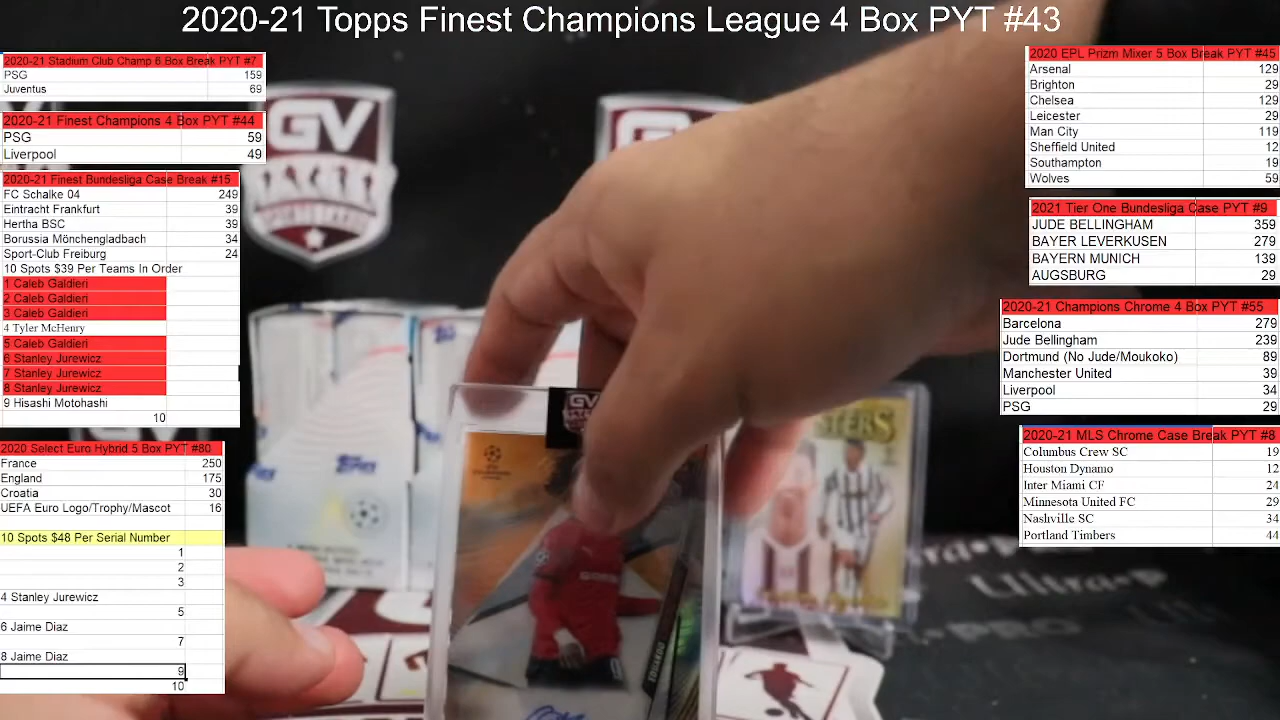 2020-21 Topps Finest Champions League 4 Box PYT #43
2020-21 Stadium Club Champ 6 Box Break PYT #7
PSG 159
Juventus 69
2020-21 Finest Champions 4 Box PYT #44
PSG 59
Liverpool 49
2020-21 Finest Bundesliga Case Break #15
FC Schalke 04 249
Eintracht Frankfurt 39
Hertha BSC 39
Borussia Mönchengladbach 34
Sport-Club Freiburg 24
10 Spots $39 Per Teams In Order
1 Caleb Galdieri
2 Caleb Galdieri
3 Caleb Galdieri
4 Tyler McHenry
5 Caleb Galdieri
6 Stanley Jurewicz
7 Stanley Jurewicz
8 Stanley Jurewicz
9 Hisashi Motohashi
10
2020 Select Euro Hybrid 5 Box PYT #80
France 250
England 175
Croatia 30
UEFA Euro Logo/Trophy/Mascot 16
10 Spots $48 Per Serial Number
1
2
3
4 Stanley Jurewicz
5
6 Jaime Diaz
7
8 Jaime Diaz
9
10
2020 EPL Prizm Mixer 5 Box Break PYT #45
Arsenal 129
Brighton 29
Chelsea 129
Leicester 29
Man City 119
Sheffield United 12
Southampton 19
Wolves 59
2021 Tier One Bundesliga Case PYT #9
JUDE BELLINGHAM 359
BAYER LEVERKUSEN 279
BAYERN MUNICH 139
AUGSBURG 29
2020-21 Champions Chrome 4 Box PYT #55
Barcelona 279
Jude Bellingham 239
Dortmund (No Jude/Moukoko) 89
Manchester United 39
Liverpool 34
PSG 29
2020-21 MLS Chrome Case Break PYT #8
Columbus Crew SC 19
Houston Dynamo 12
Inter Miami CF 24
Minnesota United FC 29
Nashville SC 34
Portland Timbers 44
GV
GV
EDUARDO
Topps
Ultra-P
PRO